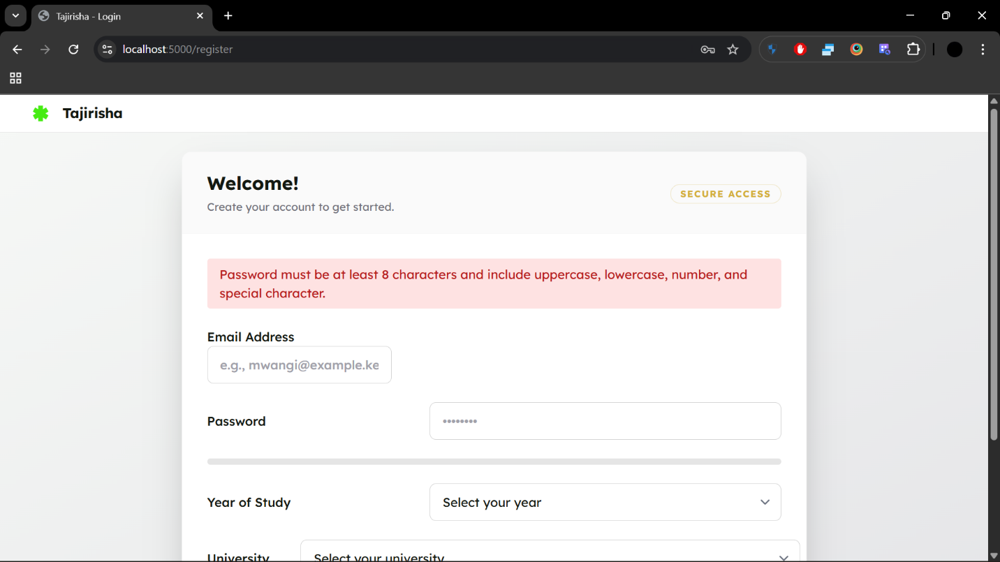 Tajirisha - Login
localhost:5000/register
Tajirisha
Welcome!
Create your account to get started.
SECURE ACCESS
Password must be at least 8 characters and include uppercase, lowercase, number, and
special character.
Email Address
e.g., mwangi@example.ke
Password
Year of Study
Select your year
University
Select your university